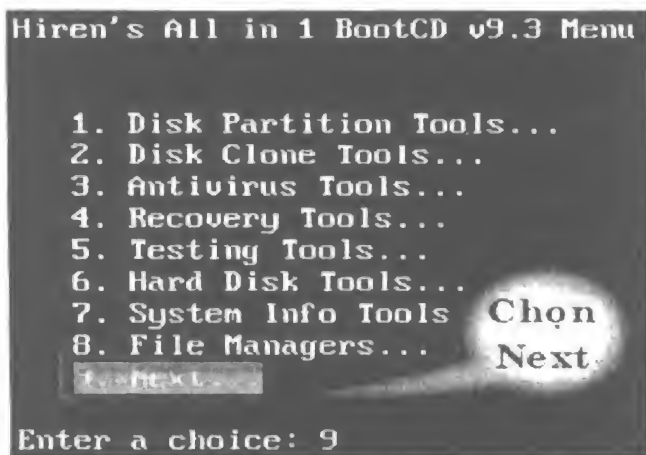 Hiren's All in 1 BootCD v9.3 Menu
1. Disk Partition Tools...
2. Disk Clone Tools...
3. Antivirus Tools...
4. Recovery Tools...
5. Testing Tools...
6. Hard Disk Tools...
7. System Info Tools
8. File Managers...
Next...
Chọn
Next
Enter a choice: 9